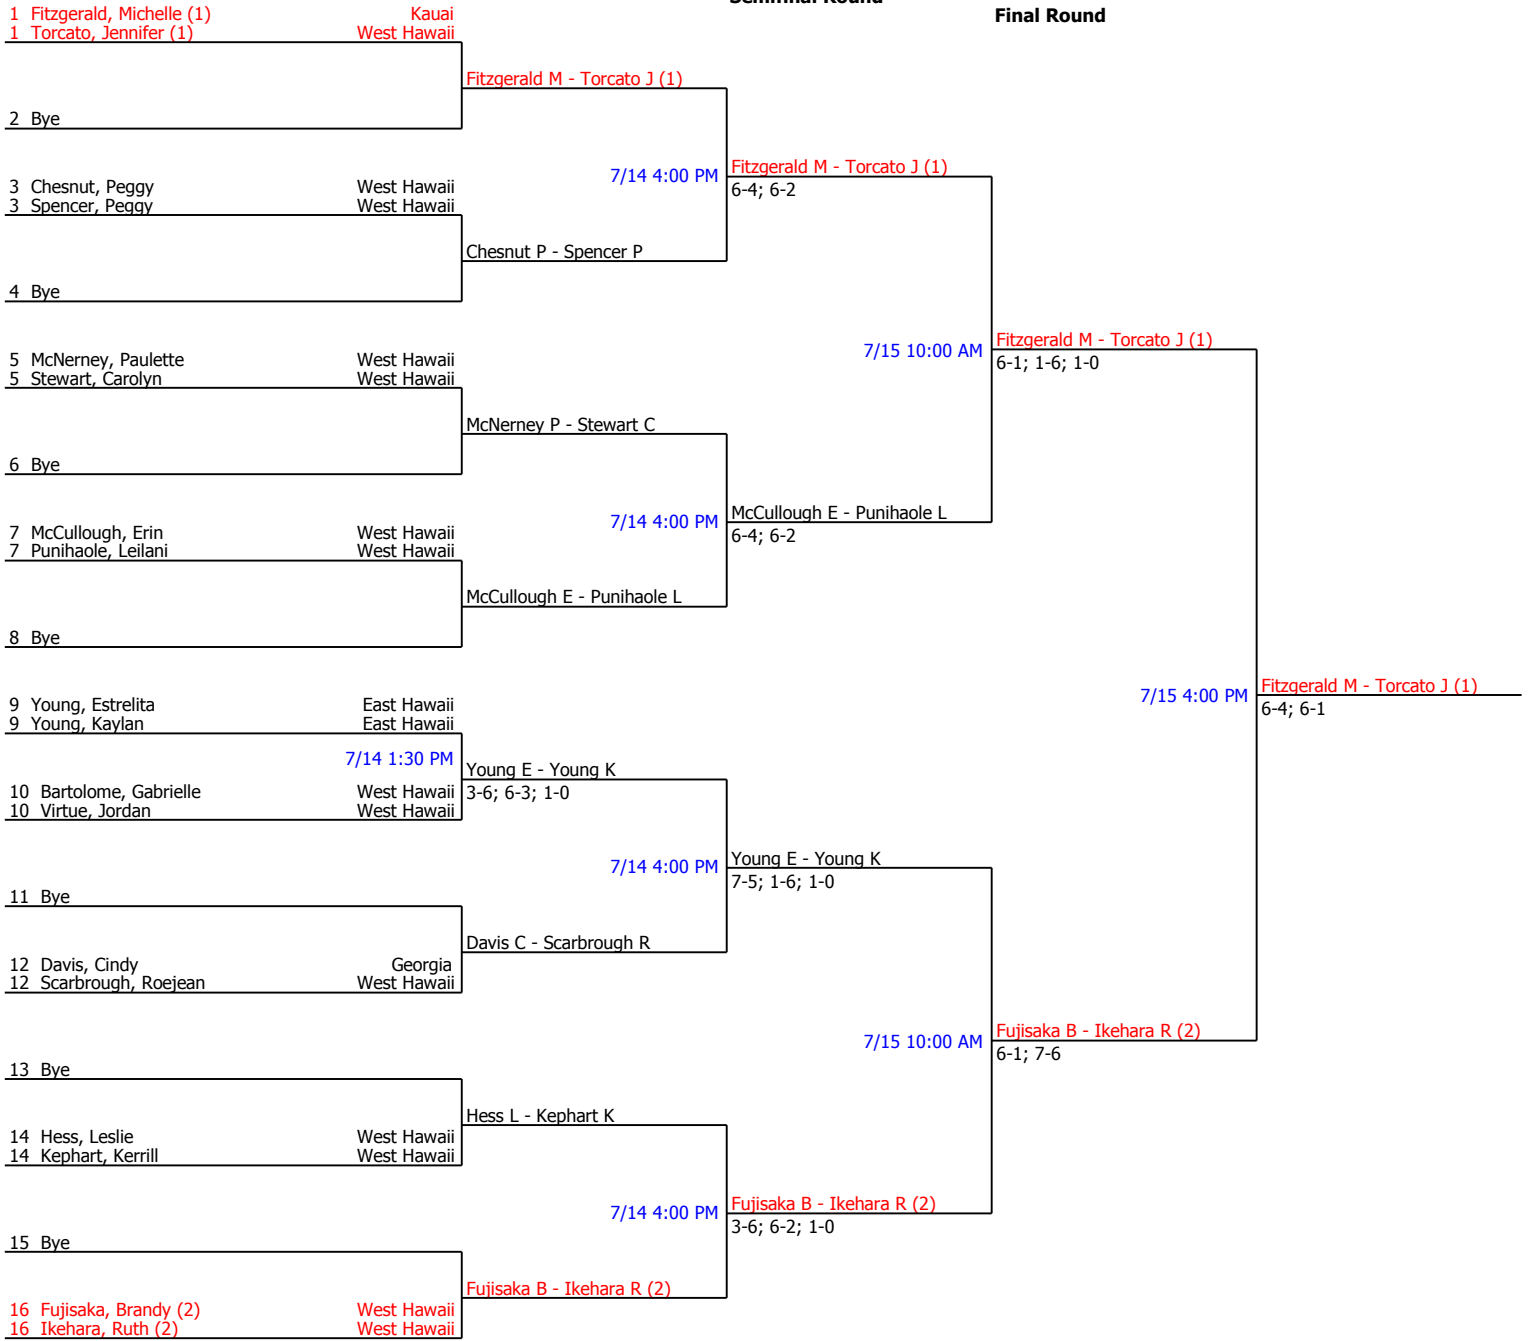 Semifinal Round
Final Round
1 Fitzgerald, Michelle (1) Kauai
1 Torcato, Jennifer (1) West Hawaii
Fitzgerald M - Torcato J (1)
2 Bye
7/14 4:00 PM
Fitzgerald M - Torcato J (1)
6-4; 6-2
3 Chesnut, Peggy West Hawaii
3 Spencer, Peggy West Hawaii
Chesnut P - Spencer P
4 Bye
7/15 10:00 AM
Fitzgerald M - Torcato J (1)
6-1; 1-6; 1-0
5 McNerney, Paulette West Hawaii
5 Stewart, Carolyn West Hawaii
McNerney P - Stewart C
6 Bye
7/14 4:00 PM
McCullough E - Punihaole L
6-4; 6-2
7 McCullough, Erin West Hawaii
7 Punihaole, Leilani West Hawaii
McCullough E - Punihaole L
8 Bye
7/15 4:00 PM
Fitzgerald M - Torcato J (1)
6-4; 6-1
9 Young, Estrelita East Hawaii
9 Young, Kaylan East Hawaii
7/14 1:30 PM
Young E - Young K
3-6; 6-3; 1-0
10 Bartolome, Gabrielle West Hawaii
10 Virtue, Jordan West Hawaii
7/14 4:00 PM
Young E - Young K
7-5; 1-6; 1-0
11 Bye
Davis C - Scarbrough R
12 Davis, Cindy Georgia
12 Scarbrough, Roejean West Hawaii
7/15 10:00 AM
Fujisaka B - Ikehara R (2)
6-1; 7-6
13 Bye
Hess L - Kephart K
14 Hess, Leslie West Hawaii
14 Kephart, Kerrill West Hawaii
7/14 4:00 PM
Fujisaka B - Ikehara R (2)
3-6; 6-2; 1-0
15 Bye
Fujisaka B - Ikehara R (2)
16 Fujisaka, Brandy (2) West Hawaii
16 Ikehara, Ruth (2) West Hawaii